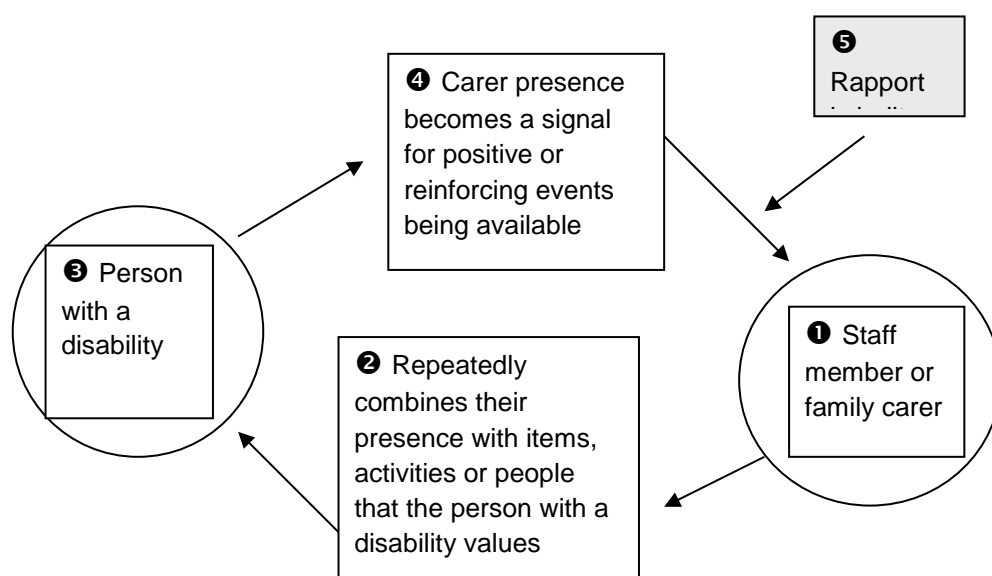 ❺
Rapport
❹ Carer presence
becomes a signal
for positive or
reinforcing events
being available
❸ Person
with a
disability
❶ Staff
member or
family carer
❷ Repeatedly
combines their
presence with items,
activities or people
that the person with a
disability values